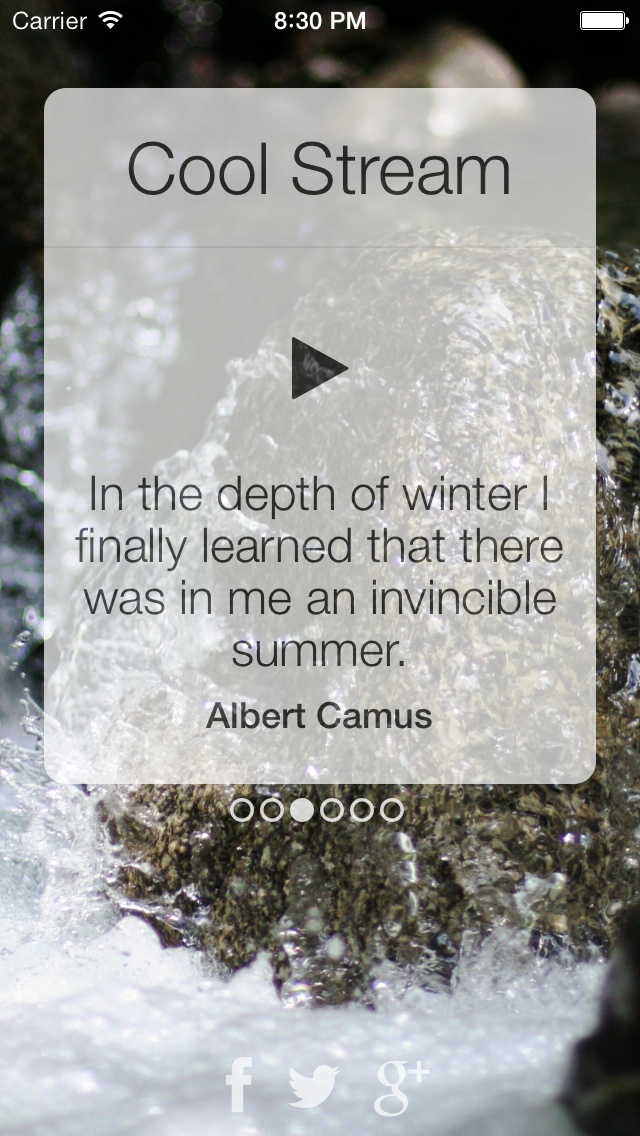 Carrier 8:30 PM
Cool Stream
In the depth of winter I
finally learned that there
was in me an invincible
summer.
Albert Camus
f g+